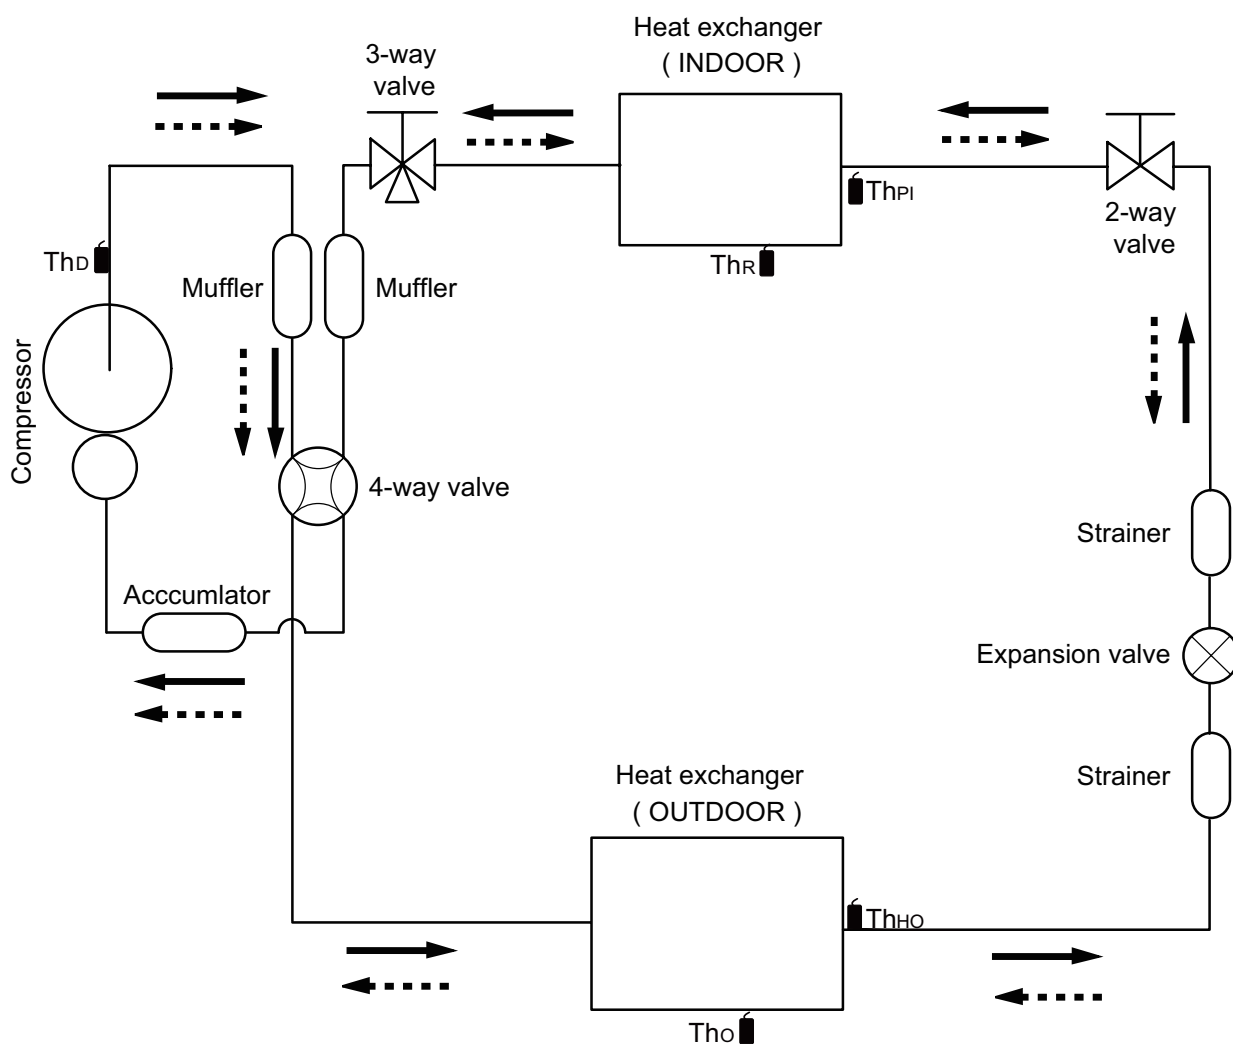 Heat exchanger
( INDOOR )
3-way
valve
ThD
Muffler
Muffler
ThPI
ThR
2-way
valve
Compressor
4-way valve
Strainer
Acccumlator
Expansion valve
Heat exchanger
( OUTDOOR )
Strainer
ThHO
ThO